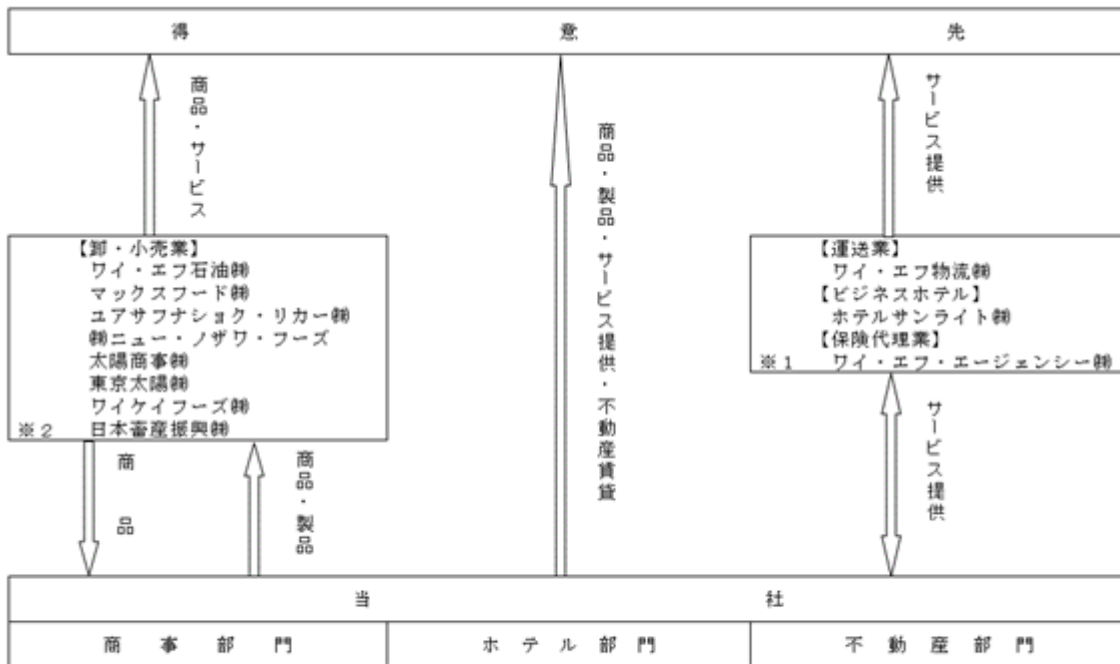 得意先
商品・サービス
商品・製品・サービス提供・不動産賃貸
サービス提供
【卸・小売業】
ワイ・エフ石油㈱
マックスフード㈱
ユアサフナショク・リカー㈱
㈱ニュー・ノザワ・フーズ
太陽商事㈱
東京太陽㈱
ワイケイフーズ㈱
※2 日本畜産振興㈱
【運送業】
ワイ・エフ物流㈱
【ビジネスホテル】
ホテルサンライト㈱
【保険代理業】
※1 ワイ・エフ・エージェンシー㈱
商品
商品・製品
サービス提供
当社
商事部門 ホテル部門 不動産部門